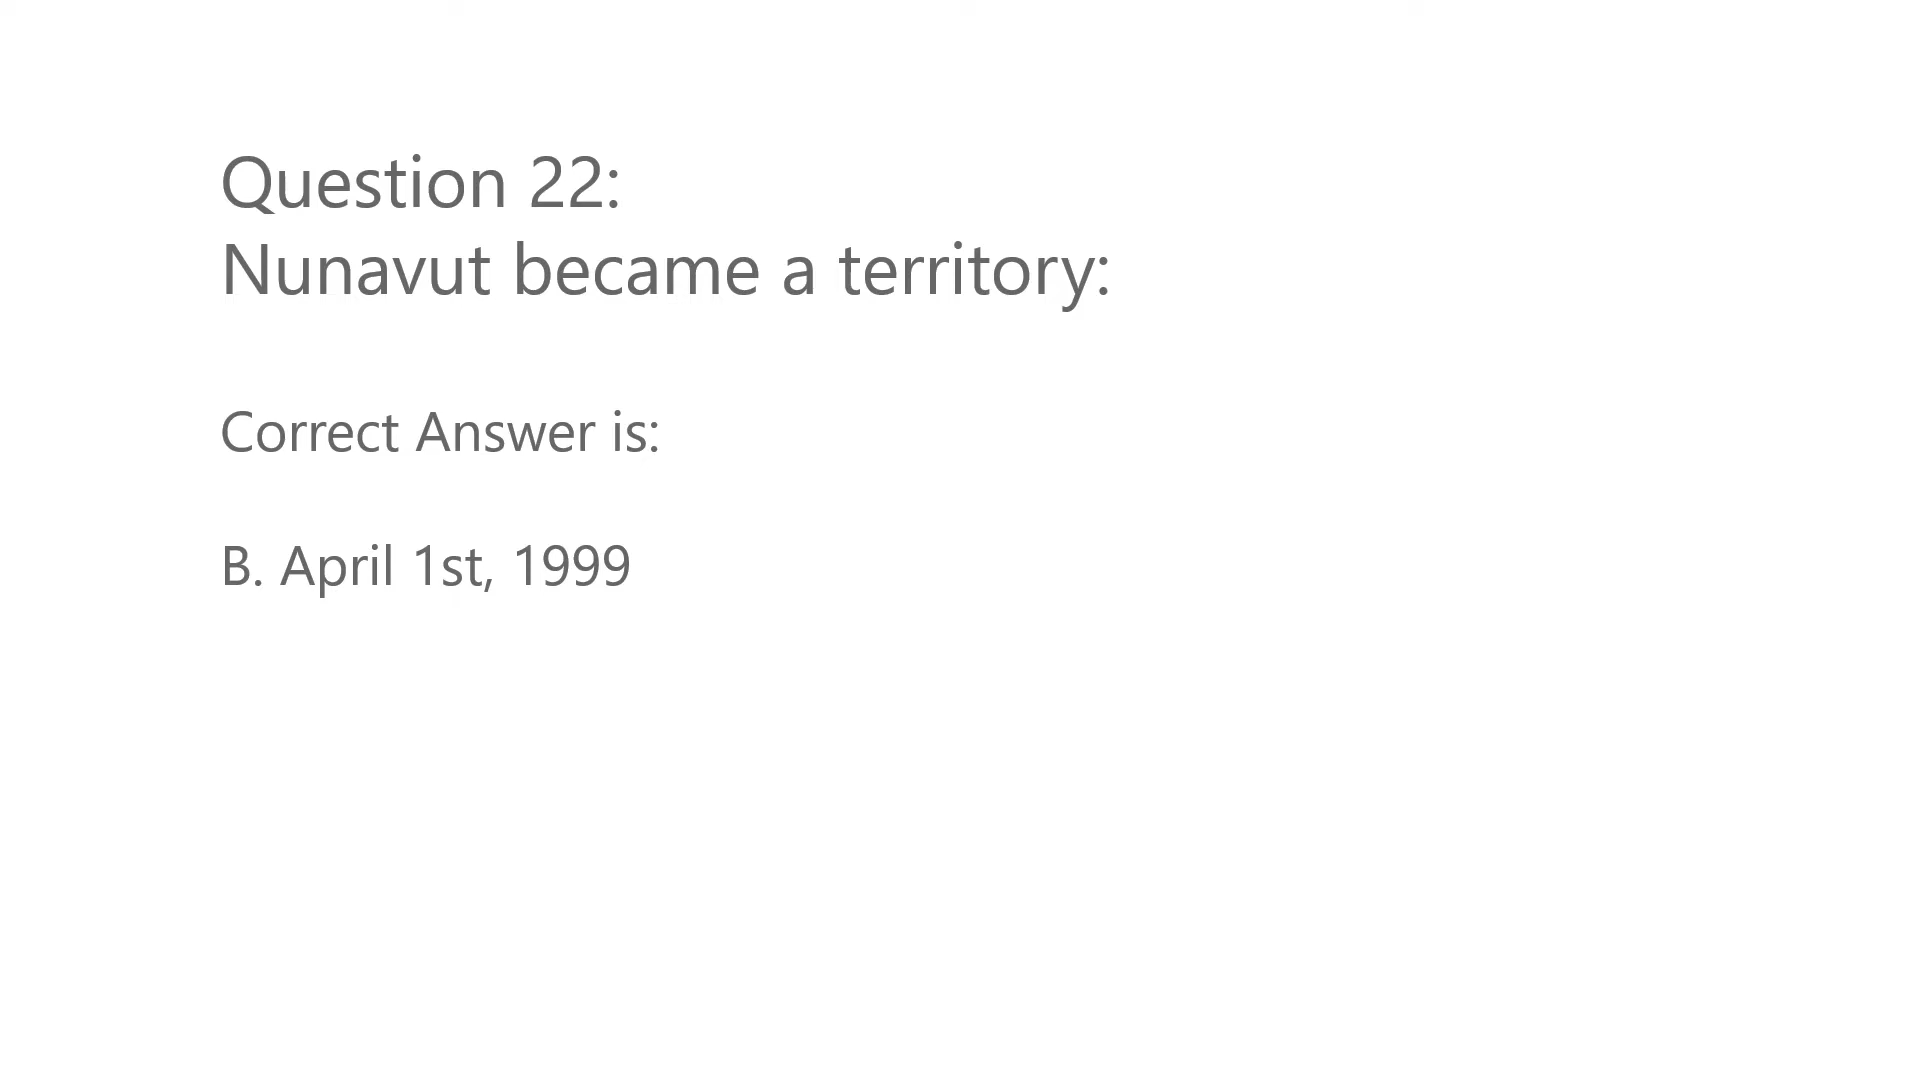 Question 22:
Nunavut became a territory:
Correct Answer is:
B. April 1st, 1999